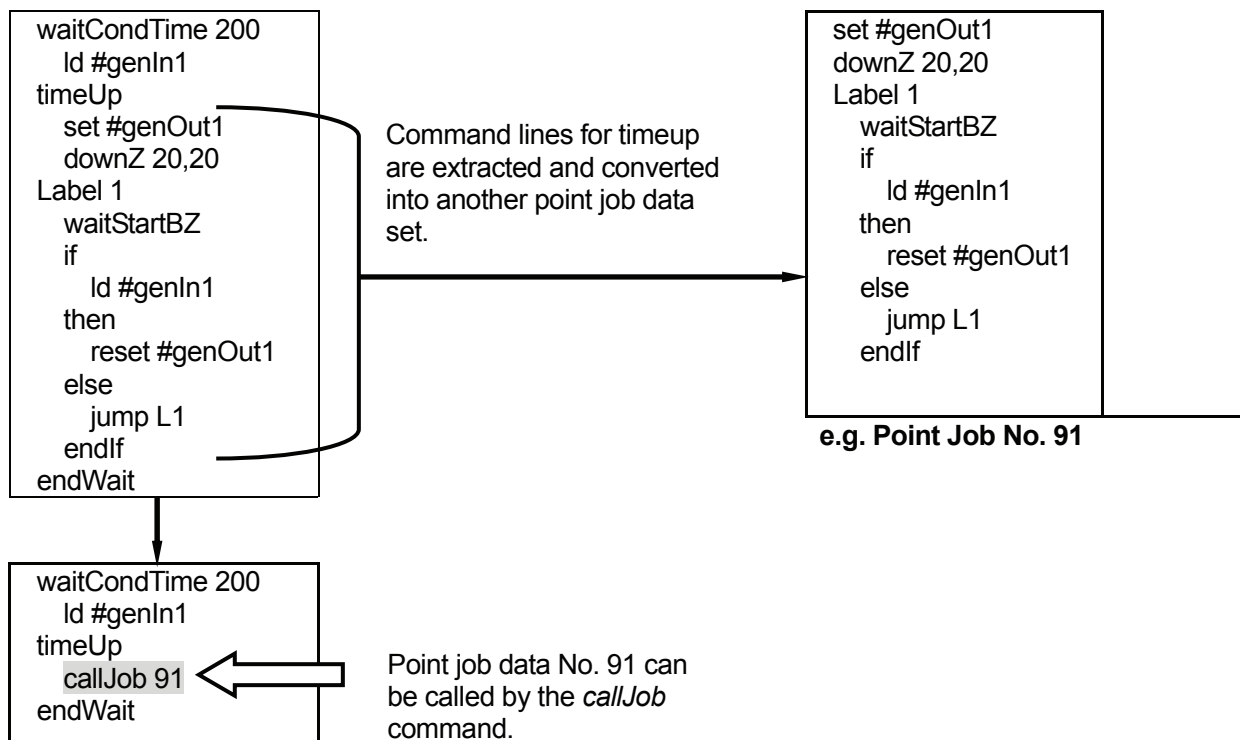 waitCondTime 200
ld #genIn1
timeUp
set #genOut1
downZ 20,20
Label 1
waitStartBZ
if
ld #genIn1
then
reset #genOut1
else
jump L1
endIf
endWait
Command lines for timeup
are extracted and converted
into another point job data
set.
set #genOut1
downZ 20,20
Label 1
waitStartBZ
if
ld #genIn1
then
reset #genOut1
else
jump L1
endIf
e.g. Point Job No. 91
waitCondTime 200
ld #genIn1
timeUp
callJob 91
endWait
Point job data No. 91 can
be called by the callJob
command.